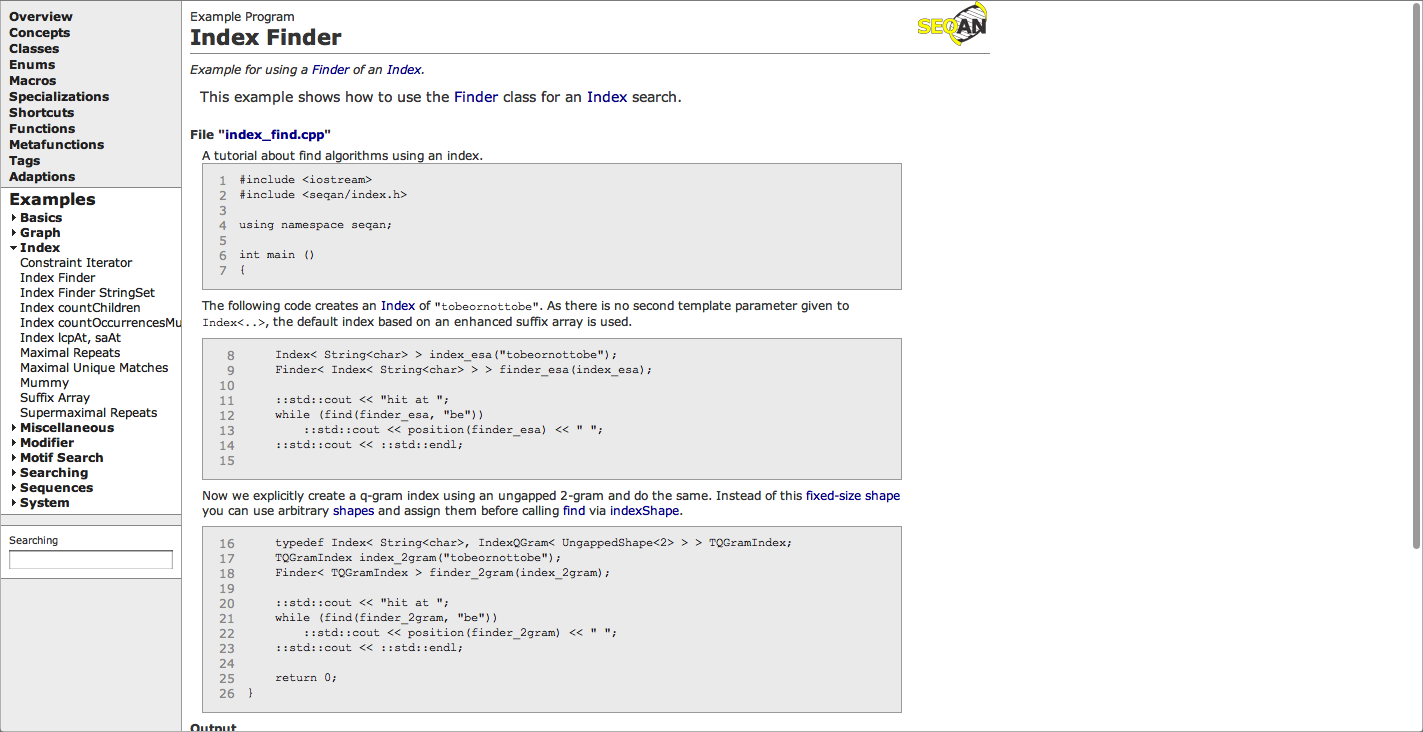 Overview
Concepts
Classes
Enums
Macros
Specializations
Shortcuts
Functions
Metafunctions
Tags
Adaptions
Examples
Basics
Graph
Index
Constraint Iterator
Index Finder
Index Finder StringSet
Index countChildren
Index countOccurrencesMu
Index lcpAt, saAt
Maximal Repeats
Maximal Unique Matches
Mummy
Suffix Array
Supermaximal Repeats
Miscellaneous
Modifier
Motif Search
Searching
Sequences
System
Searching
Example Program
Index Finder
SEQAN
Example for using a Finder of an Index.
This example shows how to use the Finder class for an Index search.
File "index_find.cpp"
A tutorial about find algorithms using an index.
1 #include <iostream>
2 #include <seqan/index.h>
3
4 using namespace seqan;
5
6 int main ()
7 {
The following code creates an Index of "tobeornottobe". As there is no second template parameter given to
Index<..>, the default index based on an enhanced suffix array is used.
8 Index< String<char> > index_esa("tobeornottobe");
9 Finder< Index< String<char> > > finder_esa(index_esa);
10
11 ::std::cout << "hit at ";
12 while (find(finder_esa, "be"))
13 ::std::cout << position(finder_esa) << " ";
14 ::std::cout << ::std::endl;
15
Now we explicitly create a q-gram index using an ungapped 2-gram and do the same. Instead of this fixed-size shape
you can use arbitrary shapes and assign them before calling find via indexShape.
16 typedef Index< String<char>, IndexQGram< UngappedShape<2> > > TQGramIndex;
17 TQGramIndex index_2gram("tobeornottobe");
18 Finder< TQGramIndex > finder_2gram(index_2gram);
19
20 ::std::cout << "hit at ";
21 while (find(finder_2gram, "be"))
22 ::std::cout << position(finder_2gram) << " ";
23 ::std::cout << ::std::endl;
24
25 return 0;
26 }
Output